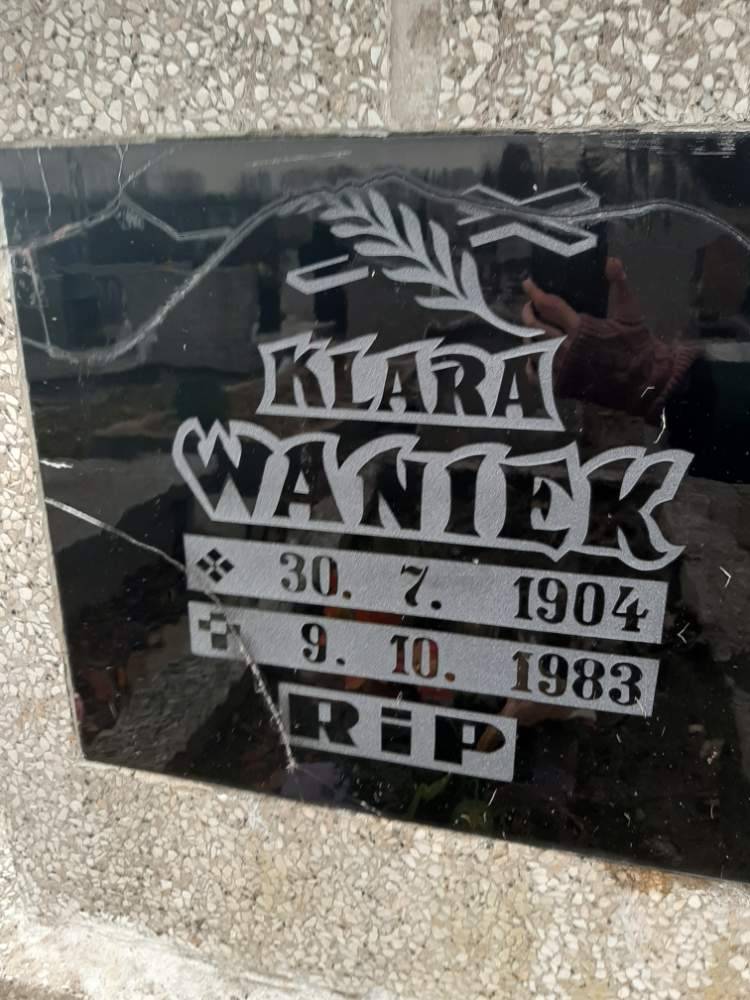 KLARA
WANIEK
30. 7. 1904
9. 10. 1983
RiP